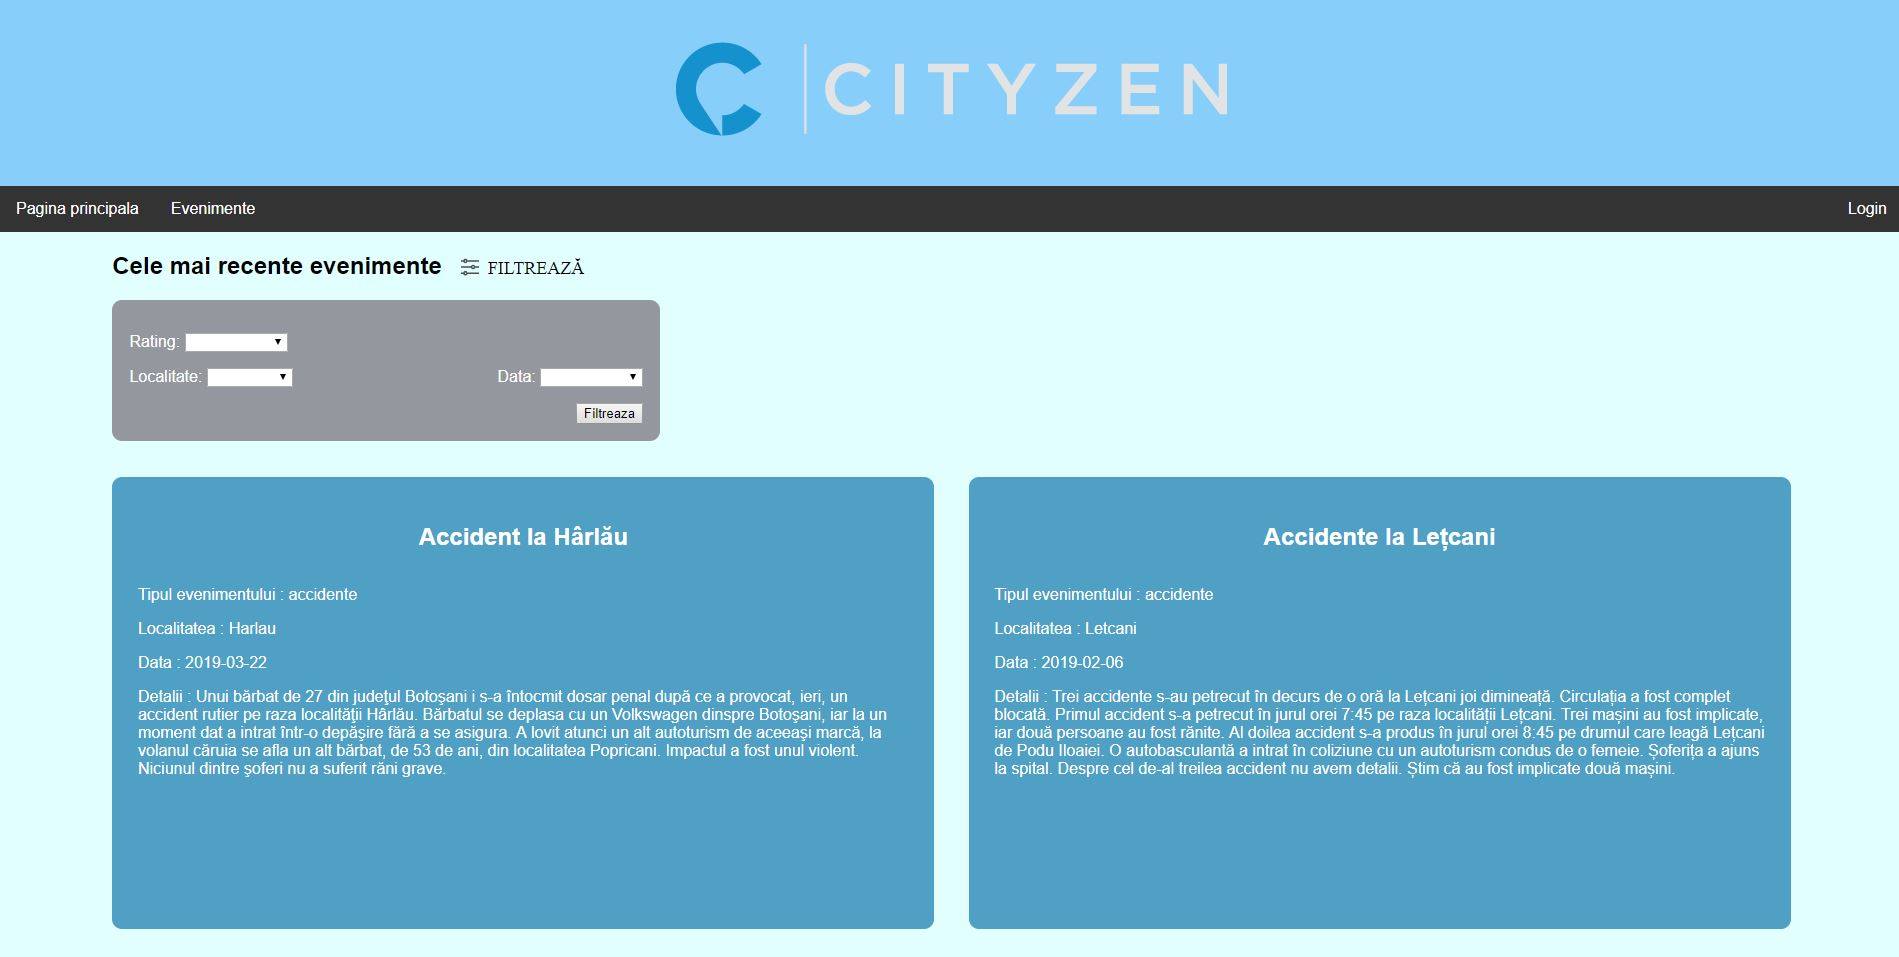 CITYZEN
Pagina principala Evenimente Login
Cele mai recente evenimente FILTREAZĂ
Rating:
Localitate: Data:
Filtreaza
Accident la Hârlău
Tipul evenimentului : accidente
Localitatea : Harlau
Data : 2019-03-22
Detalii : Unui bărbat de 27 din judeţul Botoşani i s-a întocmit dosar penal după ce a provocat, ieri, un
accident rutier pe raza localităţii Hârlău. Bărbatul se deplasa cu un Volkswagen dinspre Botoşani, iar la un
moment dat a intrat într-o depăşire fără a se asigura. A lovit atunci un alt autoturism de aceeaşi marcă, la
volanul căruia se afla un alt bărbat, de 53 de ani, din localitatea Popricani. Impactul a fost unul violent.
Niciunul dintre şoferi nu a suferit răni grave.
Accidente la Lețcani
Tipul evenimentului : accidente
Localitatea : Letcani
Data : 2019-02-06
Detalii : Trei accidente s-au petrecut în decurs de o oră la Lețcani joi dimineață. Circulația a fost complet
blocată. Primul accident s-a petrecut în jurul orei 7:45 pe raza localității Lețcani. Trei mașini au fost implicate,
iar două persoane au fost rănite. Al doilea accident s-a produs în jurul orei 8:45 pe drumul care leagă Lețcani
de Podu Iloaiei. O autobasculantă a intrat în coliziune cu un autoturism condus de o femeie. Șoferița a ajuns
la spital. Despre cel de-al treilea accident nu avem detalii. Știm că au fost implicate două mașini.